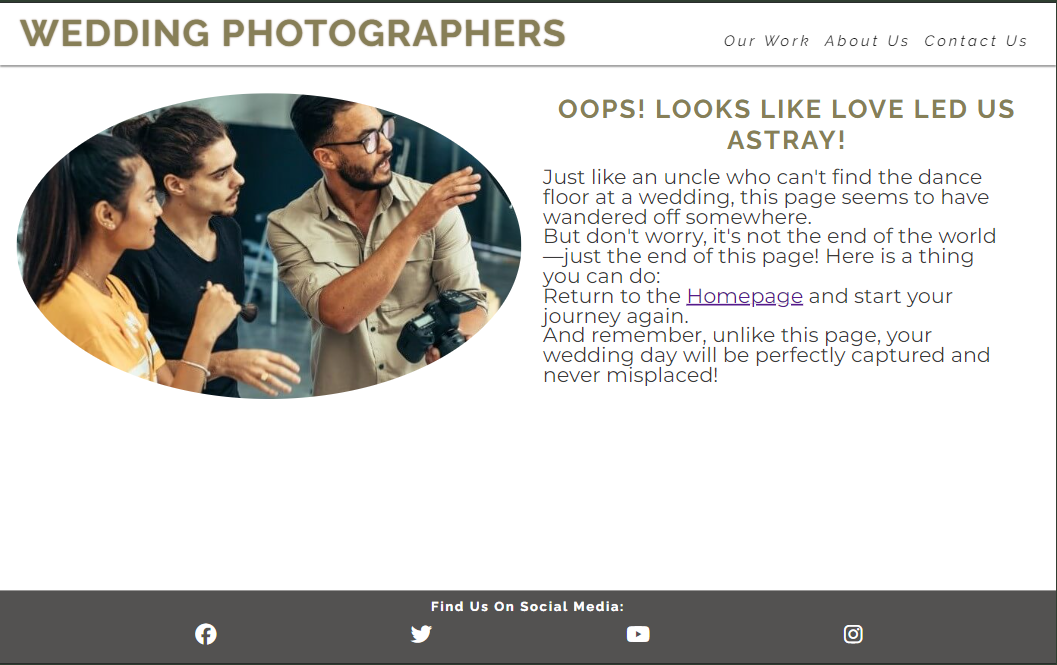 WEDDING PHOTOGRAPHERS
Our Work About Us Contact Us
OOPS! LOOKS LIKE LOVE LED US
ASTRAY!
Just like an uncle who can't find the dance
floor at a wedding, this page seems to have
wandered off somewhere.
But don't worry, it's not the end of the world
—just the end of this page! Here is a thing
you can do:
Return to the Homepage and start your
journey again.
And remember, unlike this page, your
wedding day will be perfectly captured and
never misplaced!
Find Us On Social Media: